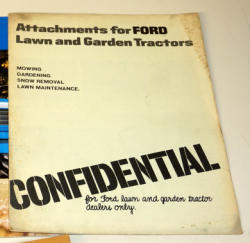 Attachments for FORD
Lawn and Garden Tractors
MOWING
GARDENING
SNOW REMOVAL
LAWN MAINTENANCE.
CONFIDENTIAL
for Ford lawn and garden tractor
dealers only.